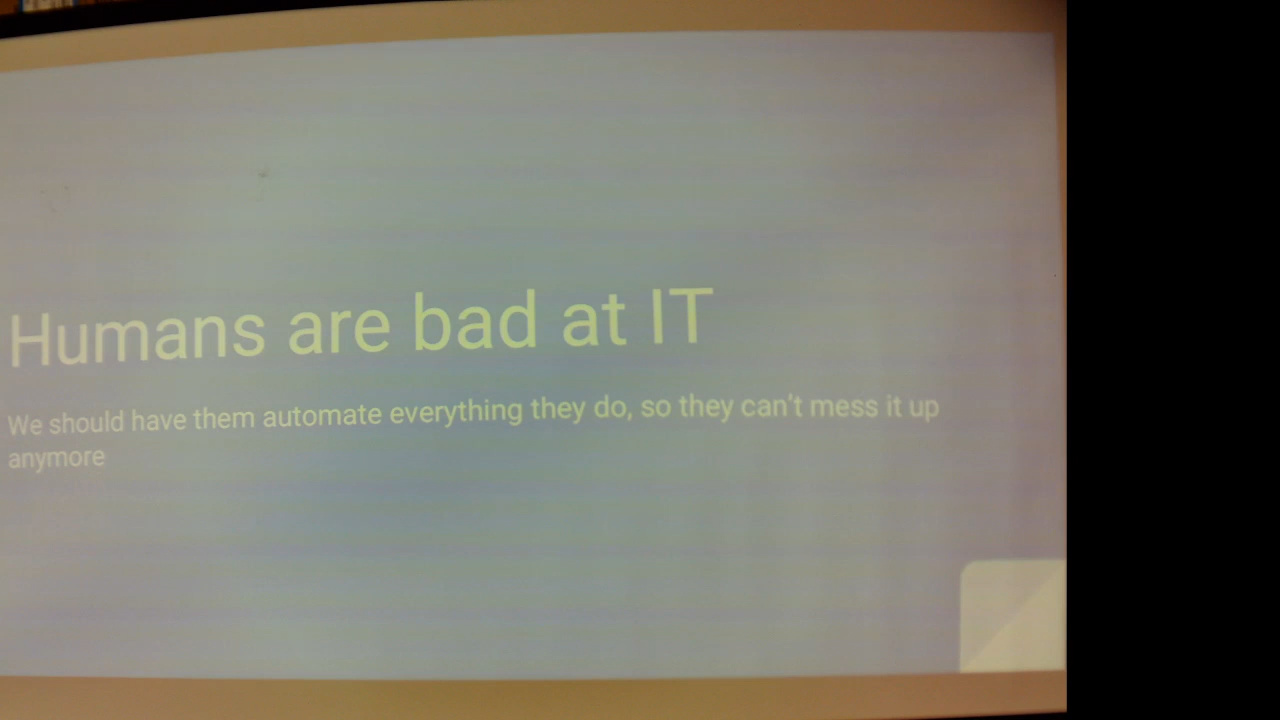 Humans are bad at IT
We should have them automate everything they do, so they can't mess it up
anymore